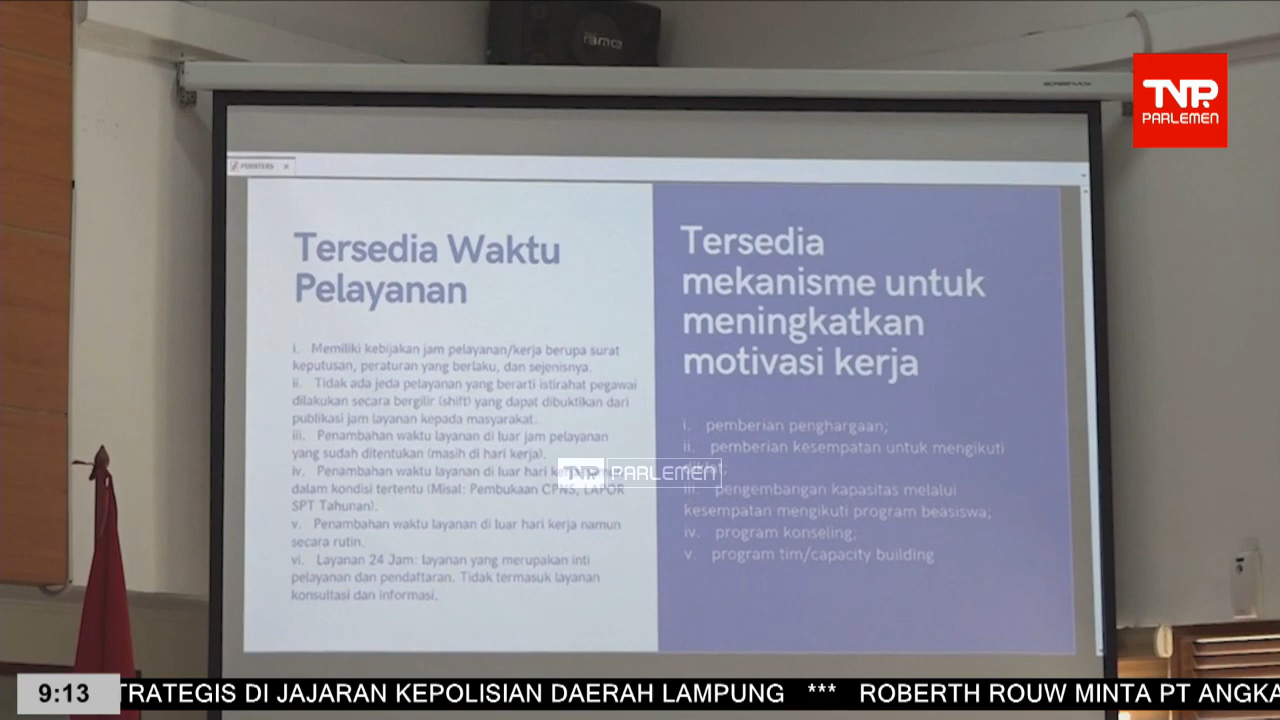 TVP.
PARLEMEN
POINTERS
Tersedia Waktu
Pelayanan
i. Memiliki kebijakan jam pelayanan/kerja berupa surat
keputusan, peraturan yang berlaku, dan sejenisnya.
ii. Tidak ada jeda pelayanan yang berarti istirahat pegawai
dilakukan secara bergilir (shift) yang dapat dibuktikan dari
publikasi jam layanan kepada masyarakat.
iii. Penambahan waktu layanan di luar jam pelayanan
yang sudah ditentukan (masih di hari kerja).
iv. Penambahan waktu layanan di luar hari
dalam kondisi tertentu (Misal: Pembukaan CPNS, LAPOR
SPT Tahunan).
v. Penambahan waktu layanan di luar hari kerja namun
secara rutin.
vi. Layanan 24 Jam: layanan yang merupakan inti
pelayanan dan pendaftaran. Tidak termasuk layanan
konsultasi dan informasi.
Tersedia
mekanisme untuk
meningkatkan
motivasi kerja
i. pemberian penghargaan;
ii. pemberian kesempatan untuk mengikuti
iii. pengembangan kapasitas melalui
kesempatan mengikuti program beasiswa;
iv. program konseling;
v. program tim/capacity building
TVP. PARLEMEN
9:13 TRATEGIS DI JAJARAN KEPOLISIAN DAERAH LAMPUNG *** ROBERTH ROUW MINTA PT ANGKA